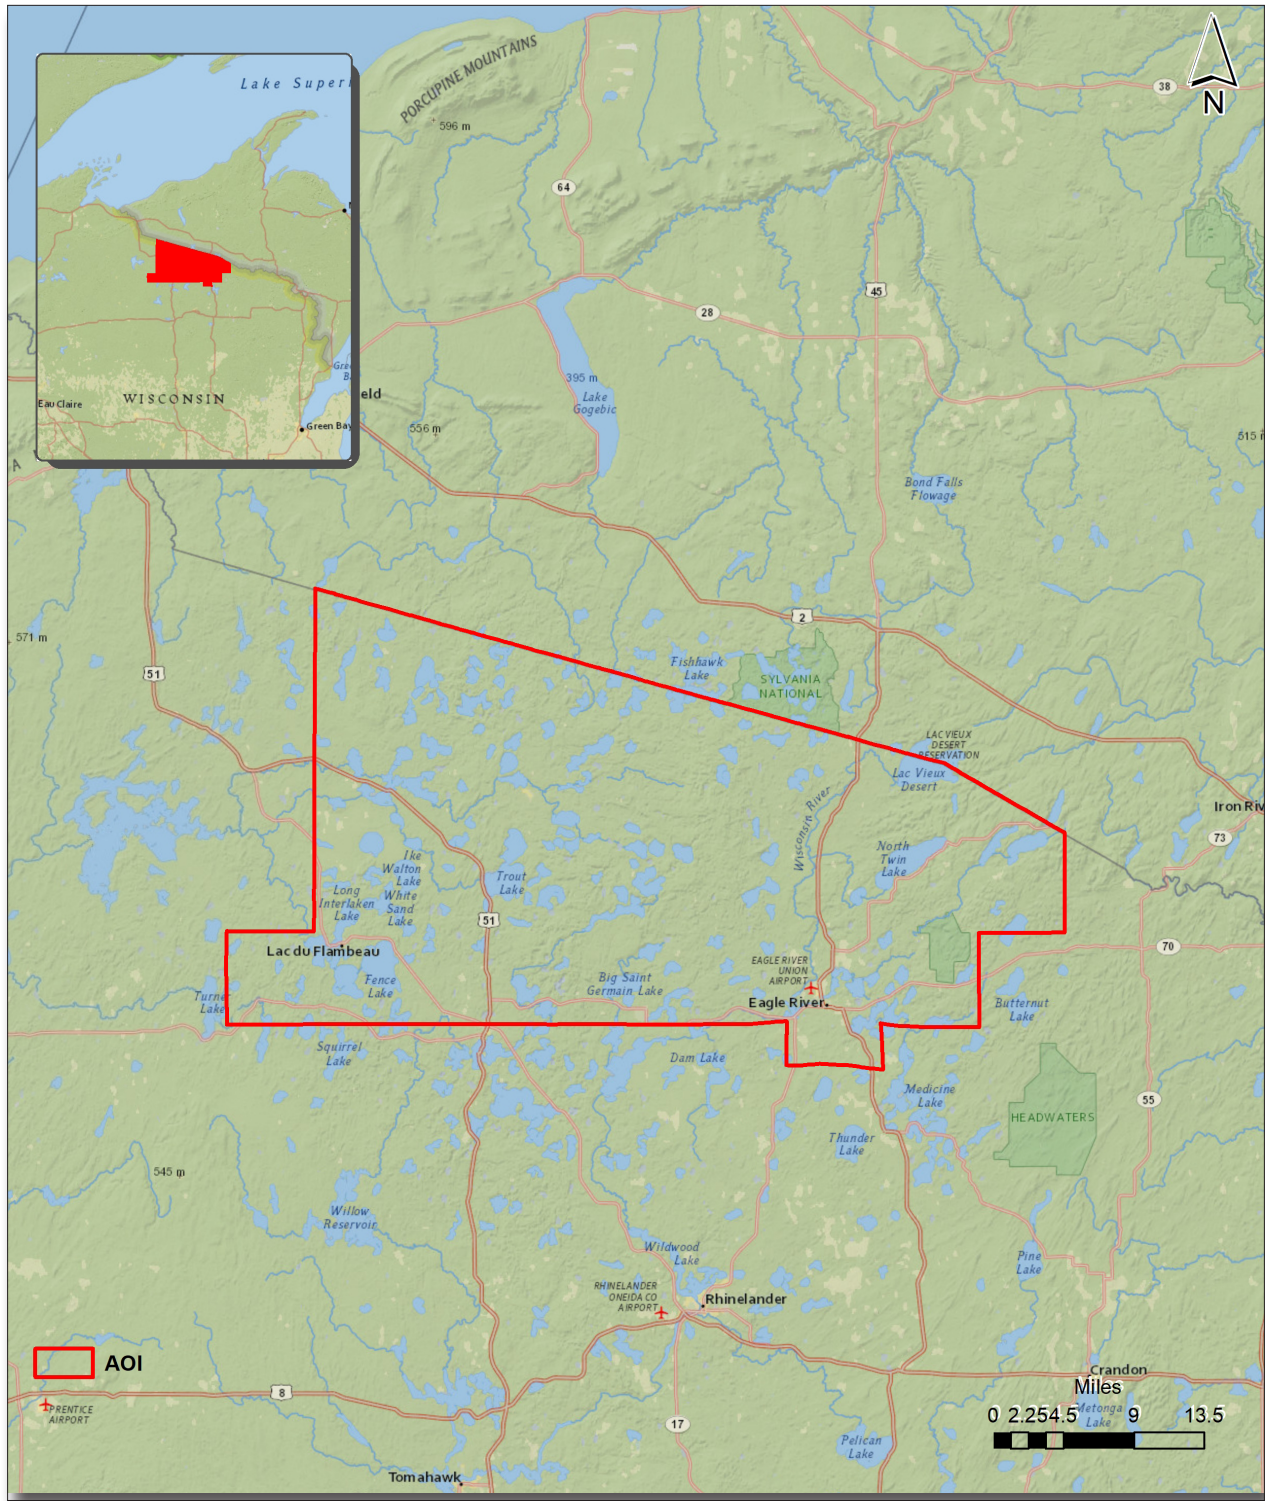 Lake Superi
WISCONSIN
Eau Claire
Gre
B
Green Bay
PORCUPINE MOUNTAINS
596 m
38
N
64
45
28
395 m
Lake
Gogebic
eld
556 m
515
Bond Falls
Flowage
571 m
2
51
Fishhawk
Lake
SYLVANIA
NATIONAL
LAC VIEUX
DESERT
RESERVATION
Lac Vieux
Desert
Wisconsin River
Iron Riv
73
North
Twin
Lake
Ike
Walton
Lake
White
Sand
Lake
Long
Interlaken
Lake
Trout
Lake
51
Lac du Flambeau
70
EAGLE RIVER
UNION
AIRPORT
Fence
Lake
Big Saint
Germain Lake
Eagle River
Turner
Lake
Butternut
Lake
Squirrel
Lake
Dam Lake
Medicine
Lake
55
HEADWATERS
Thunder
Lake
545 m
Willow
Reservoir
Wildwood
Lake
Pine
Lake
RHINELANDER
ONEIDA CO
AIRPORT
Rhinelander
AOI
Crandon
Miles
8
PRENTICE
AIRPORT
Metonga
Lake
0 2.25 4.5 9 13.5
17
Pelican
Lake
Tomahawk